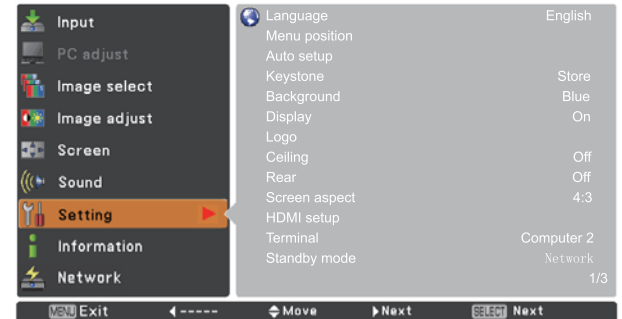 Input
PC adjust
Image select
Image adjust
Screen
Sound
Setting
Information
Network
Language English
Menu position
Auto setup
Keystone Store
Background Blue
Display On
Logo
Ceiling Off
Rear Off
Screen aspect 4:3
HDMI setup
Terminal Computer 2
Standby mode Network
1/3
MENU Exit ----- Move Next SELECT Next